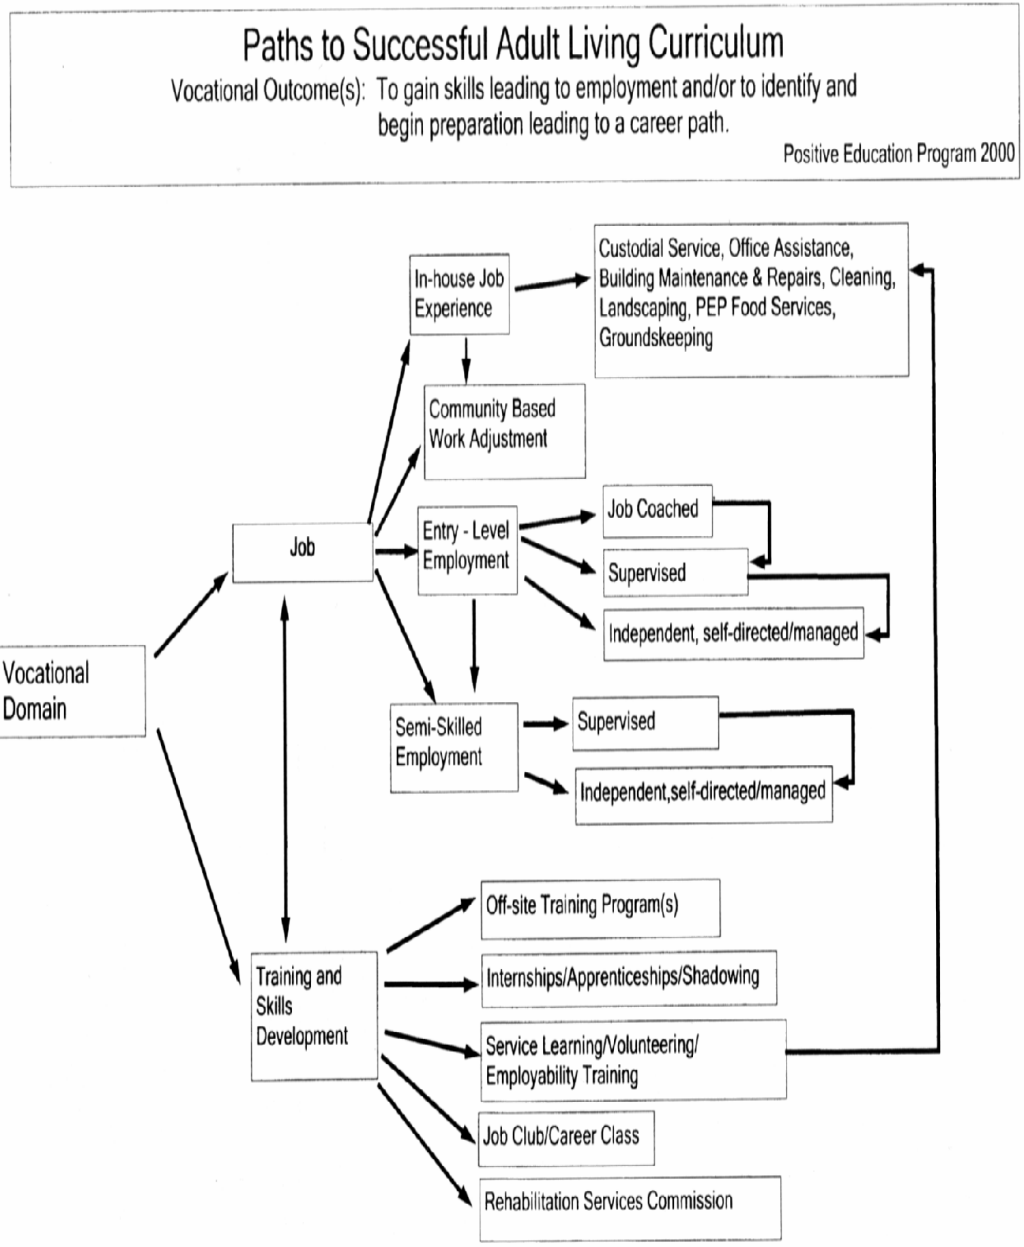 Paths to Successful Adult Living Curriculum
Vocational Outcome(s): To gain skills leading to employment and/or to identify and
begin preparation leading to a career path.
Positive Education Program 2000
Custodial Service, Office Assistance,
Building Maintenance & Repairs, Cleaning,
Landscaping, PEP Food Services,
Groundskeeping
In-house Job
Experience
Community Based
Work Adjustment
Job
Entry - Level
Employment
Job Coached
Supervised
Independent, self-directed/managed
Vocational
Domain
Semi-Skilled
Employment
Supervised
Independent,self-directed/managed
Training and
Skills
Development
Off-site Training Program(s)
Internships/Apprenticeships/Shadowing
Service Learning/Volunteering/
Employability Training
Job Club/Career Class
Rehabilitation Services Commission